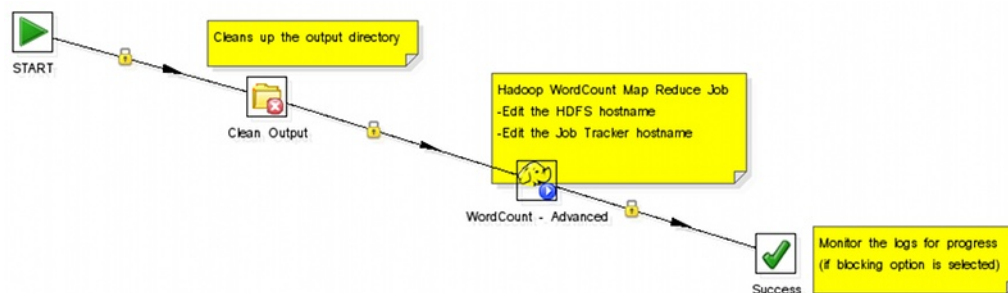 START
Cleans up the output directory
Clean Output
Hadoop WordCount Map Reduce Job
-Edit the HDFS hostname
-Edit the Job Tracker hostname
WordCount - Advanced
Success
Monitor the logs for progress
(if blocking option is selected)